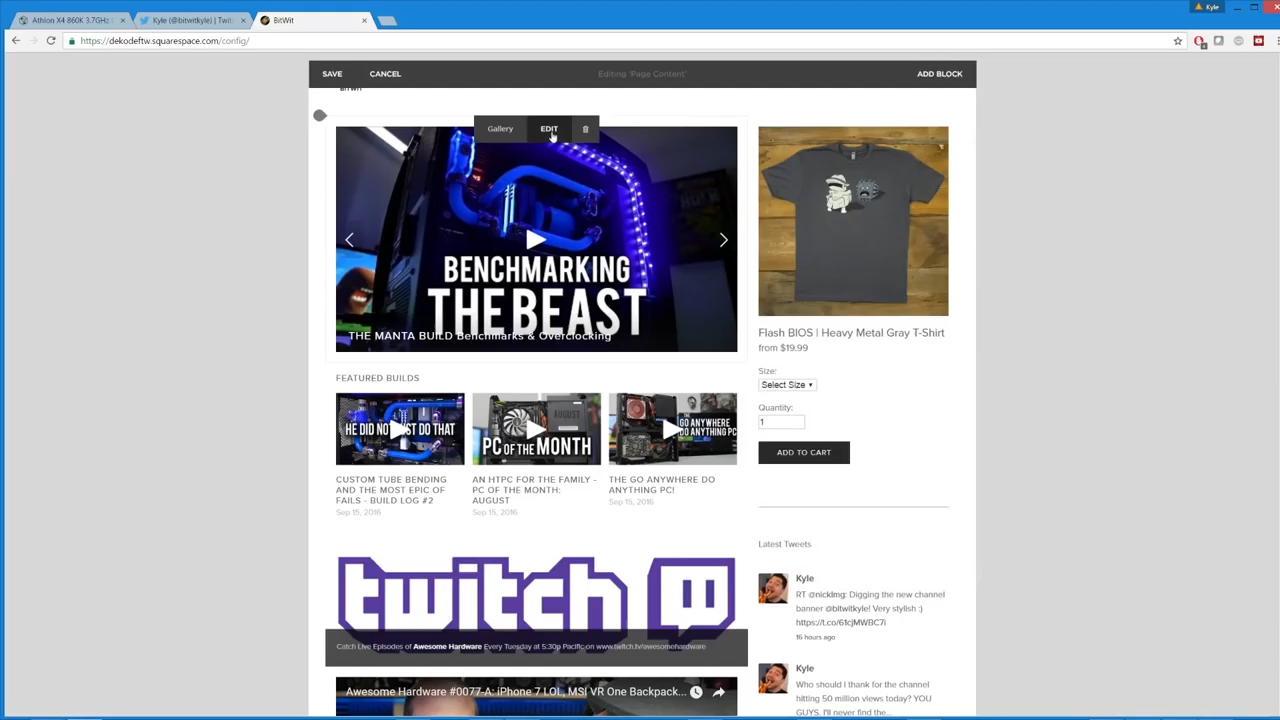 Athlon X4 860K 3.7GHz
Kyle (@bitwitkyle) | Twit
BitWit
Kyle
https://dekodeftw.squarespace.com/config/
SAVE
CANCEL
Editing 'Page Content'
ADD BLOCK
Gallery
EDIT
BENCHMARKING
THE BEAST
THE MANTA BUILD Benchmarks & Overclocking
FEATURED BUILDS
HE DID NOT JUST DO THAT
AUGUST
PC OF THE MONTH
THE GO ANYWHERE
DO ANYTHING PC!
CUSTOM TUBE BENDING
AND THE MOST EPIC OF
FAILS - BUILD LOG #2
Sep 15, 2016
AN HTPC FOR THE FAMILY -
PC OF THE MONTH:
AUGUST
Sep 15, 2016
THE GO ANYWHERE DO
ANYTHING PC!
Sep 15, 2016
twitch
Catch Live Episodes of Awesome Hardware Every Tuesday at 5:30p Pacific on www.twitch.tv/awesomehardware
Awesome Hardware #0077-A: iPhone 7 LOL, MSI VR One Backpack...
Flash BIOS | Heavy Metal Gray T-Shirt
from $19.99
Size:
Select Size
Quantity:
1
ADD TO CART
Latest Tweets
Kyle
RT @nicklmg: Digging the new channel
banner @bitwitkyle! Very stylish :)
https://t.co/61cjMWBC7i
16 hours ago
Kyle
Who should I thank for the channel
hitting 50 million views today? YOU
GUYS. I'll never find the...